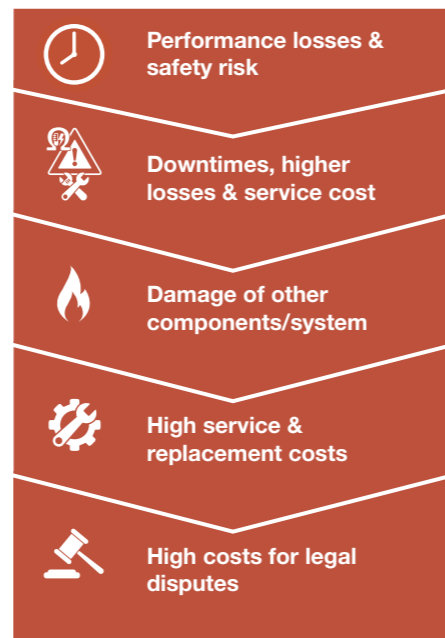 Performance losses &
safety risk
Downtimes, higher
losses & service cost
Damage of other
components/system
High service &
replacement costs
High costs for legal
disputes